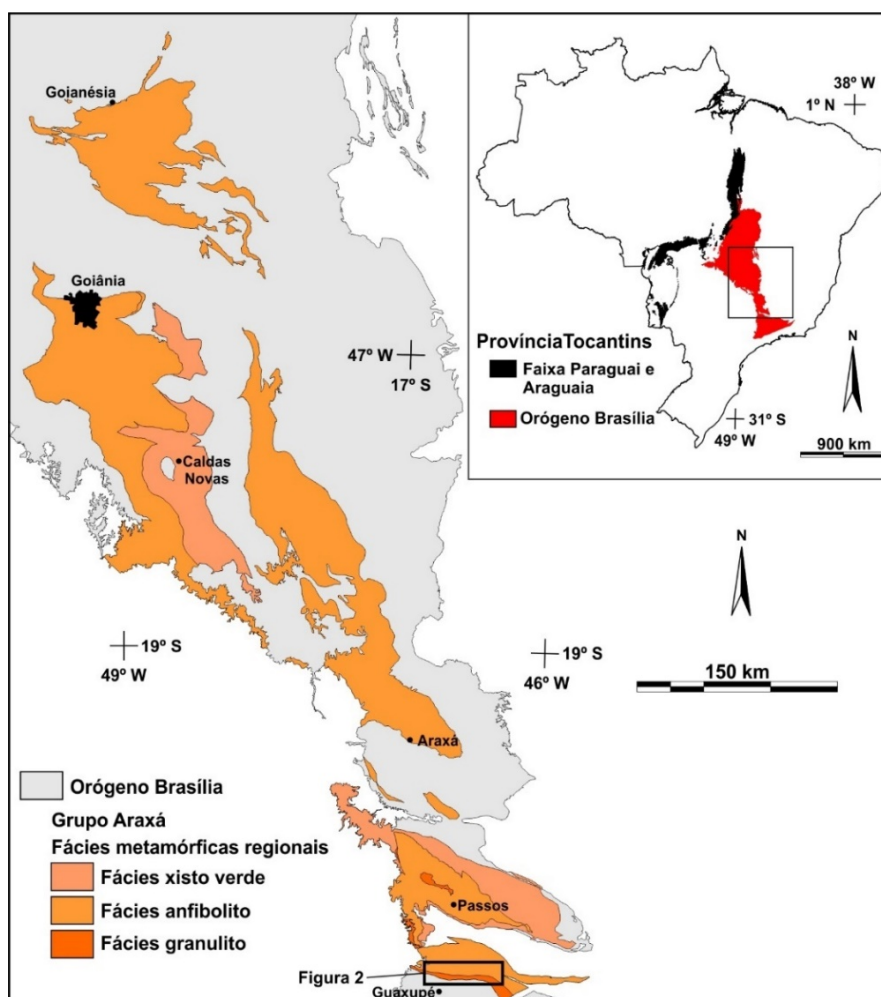 Goianésia
Goiânia
Caldas
Novas
47º W
17º S
19º S
49º W
19º S
46º W
N
150 km
Araxá
Passos
Figura 2
Guaxupé
Orógeno Brasília
Grupo Araxá
Fácies metamórficas regionais
Fácies xisto verde
Fácies anfibolito
Fácies granulito
38º W
1º N
ProvínciaTocantins
Faixa Paraguai e
Araguaia
Orógeno Brasília
31º S
49º W
N
900 km